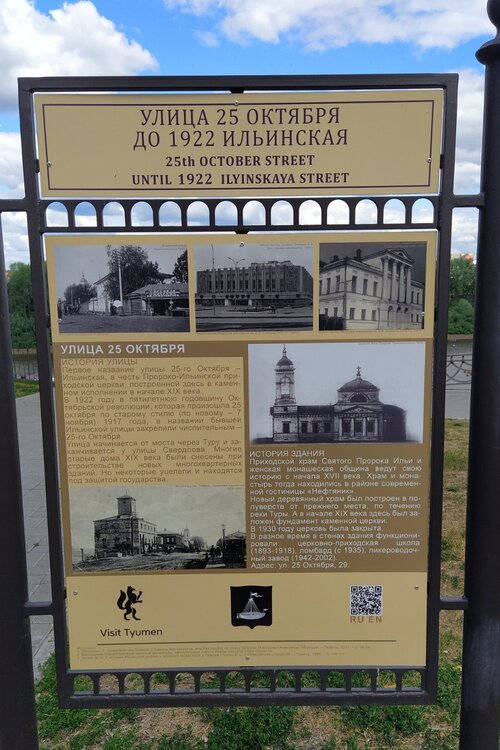 УЛИЦА 25 ОКТЯБРЯ
ДО 1922 ИЛЬИНСКАЯ
25th OCTOBER STREET
UNTIL 1922 ILYINSKAYA STREET
УЛИЦА 25 ОКТЯБРЯ
ИСТОРИЯ УЛИЦЫ
Первое название улицы 25-го Октября –
Ильинская, в честь Пророко-Ильинской при-
ходской церкви, построенной здесь в камен-
ном исполнении в начале XIX века.
В 1922 году в пятилетнюю годовщину Ок-
тябрьской революции, которая произошла 25
октября по старому стилю (по новому – 7
ноября) 1917 года, в названии бывшей
Ильинской улицы закрепили числительным –
25-го Октября.
Улица начинается от моста через Туру и за-
канчивается у улицы Свердлова. Многие
старые дома XIX века были снесены при
строительстве новых многоквартирных
зданий. Но некоторые уцелели и находятся
под защитой государства.
ИСТОРИЯ ЗДАНИЯ
Приходской храм Святого Пророка Ильи и
женская монашеская община ведут свою
историю с начала XVII века. Храм и мона-
стырь тогда находились в районе современ-
ной гостиницы «Нефтяник».
Новый деревянный храм был построен в по-
луверсте от прежнего места, по течению
реки Туры. А в начале XIX века здесь был за-
ложен фундамент каменной церкви.
В 1930 году церковь была закрыта.
В разное время в стенах здания функциони-
ровали: церковно-приходская школа
(1893-1918), ломбард (с 1935), ликероводоч-
ный завод (1942-2002).
Адрес: ул. 25 Октября, 29.
Visit Tyumen
RU EN